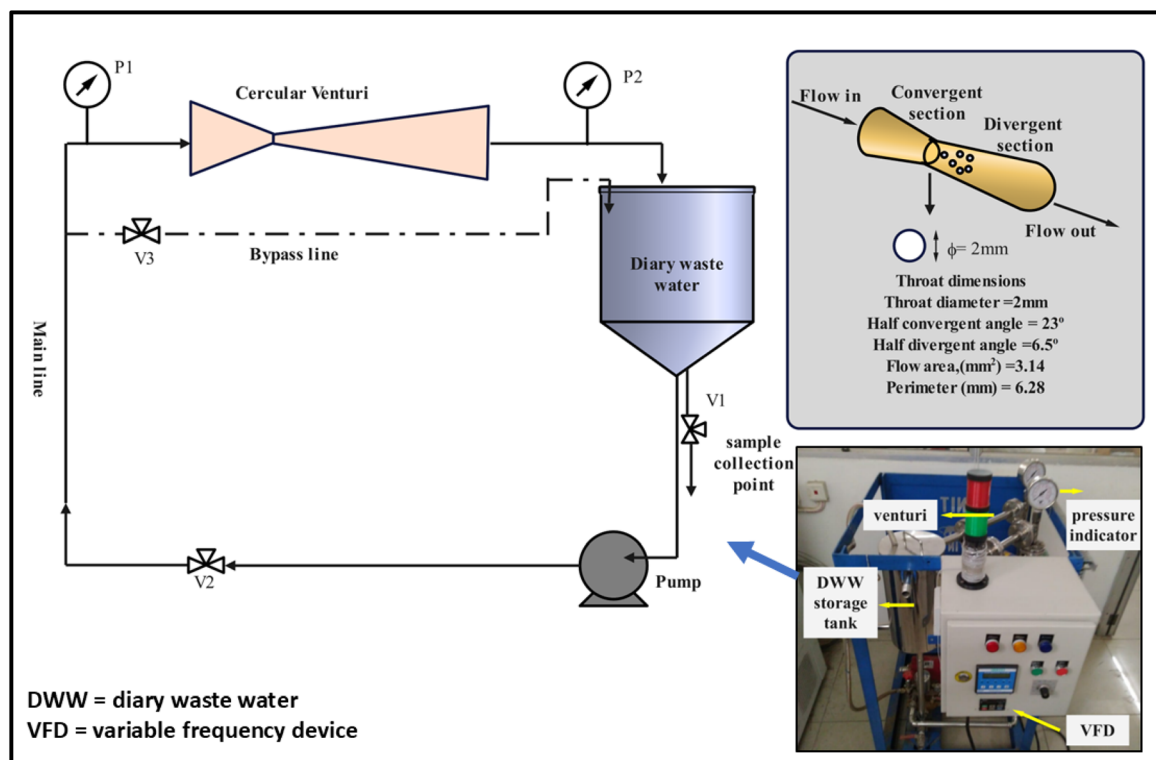 P1
Cercular Venturi
P2
V3
Bypass line
Diary waste
water
Main line
V1
sample
collection
point
V2
Pump
Flow in
Convergent
section
Divergent
section
Flow out
ϕ= 2mm
Throat dimensions
Throat diameter =2mm
Half convergent angle = 23º
Half divergent angle =6.5º
Flow area,(mm²) =3.14
Perimeter (mm) = 6.28
venturi
pressure
indicator
DWW
storage
tank
VFD
DWW = diary waste water
VFD = variable frequency device